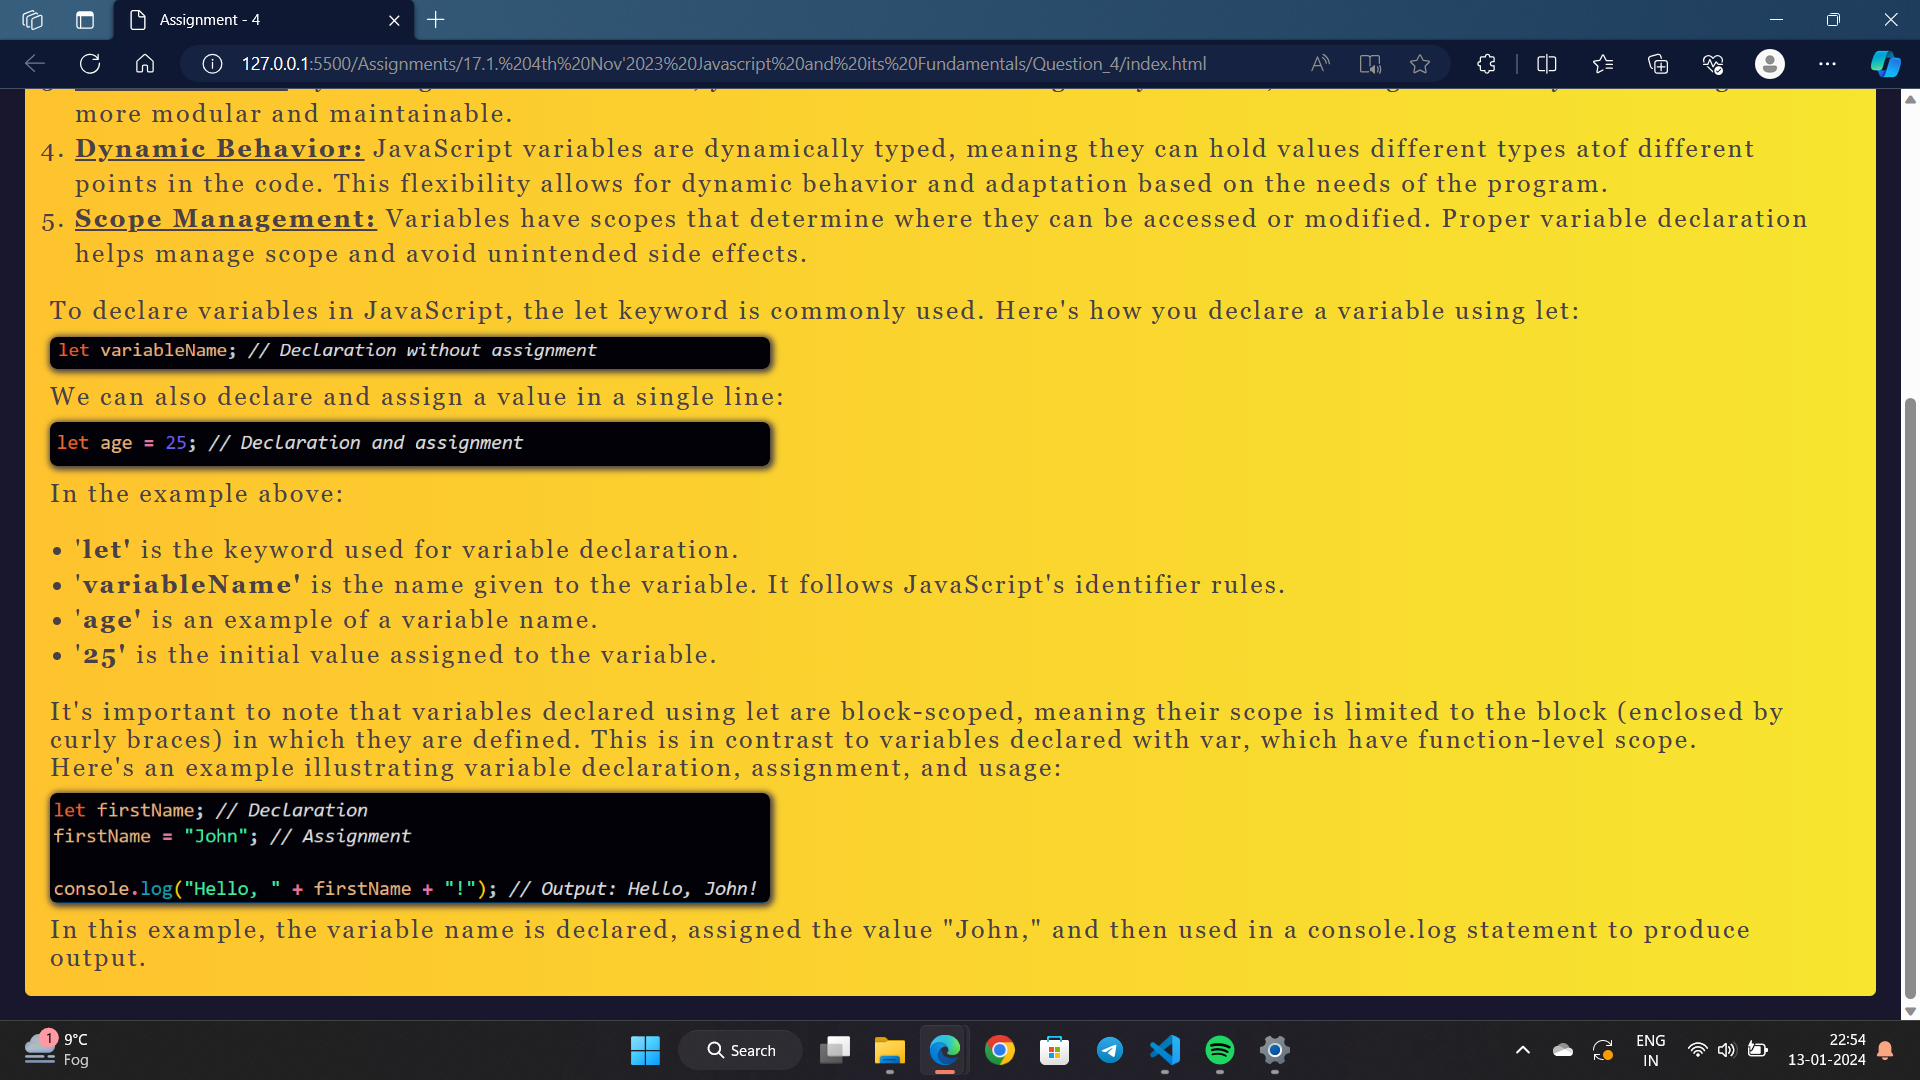 Assignment - 4
127.0.0.1:5500/Assignments/17.1.%204th%20Nov'2023%20Javascript%20and%20its%20Fundamentals/Question_4/index.html
more modular and maintainable.
4. Dynamic Behavior: JavaScript variables are dynamically typed, meaning they can hold values different types atof different
points in the code. This flexibility allows for dynamic behavior and adaptation based on the needs of the program.
5. Scope Management: Variables have scopes that determine where they can be accessed or modified. Proper variable declaration
helps manage scope and avoid unintended side effects.
To declare variables in JavaScript, the let keyword is commonly used. Here's how you declare a variable using let:
let variableName; // Declaration without assignment
We can also declare and assign a value in a single line:
let age = 25; // Declaration and assignment
In the example above:
• 'let' is the keyword used for variable declaration.
• 'variableName' is the name given to the variable. It follows JavaScript's identifier rules.
• 'age' is an example of a variable name.
• '25' is the initial value assigned to the variable.
It's important to note that variables declared using let are block-scoped, meaning their scope is limited to the block (enclosed by
curly braces) in which they are defined. This is in contrast to variables declared with var, which have function-level scope.
Here's an example illustrating variable declaration, assignment, and usage:
let firstName; // Declaration
firstName = "John"; // Assignment
console.log("Hello, " + firstName + "!"); // Output: Hello, John!
In this example, the variable name is declared, assigned the value "John," and then used in a console.log statement to produce
output.
1
9°C
Fog
Search
ENG
IN
22:54
13-01-2024